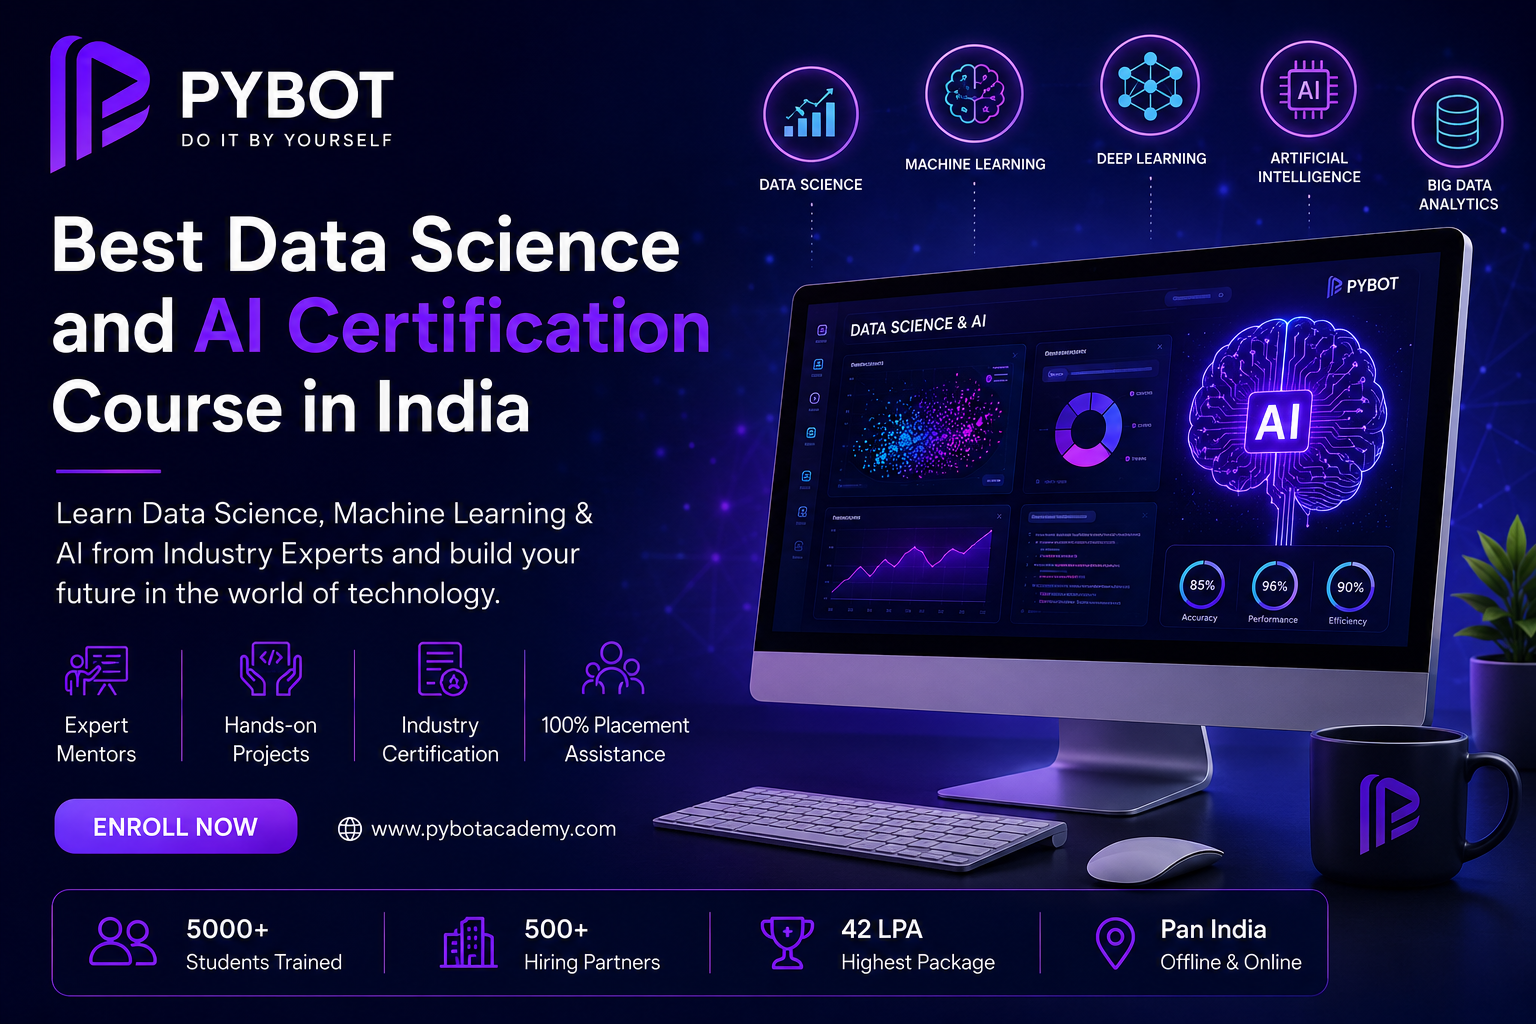 PYBOT
DO IT BY YOURSELF
DATA SCIENCE
MACHINE LEARNING
DEEP LEARNING
ARTIFICIAL
INTELLIGENCE
BIG DATA
ANALYTICS
AI
Best Data Science
and AI Certification
Course in India
Learn Data Science, Machine Learning &
AI from Industry Experts and build your
future in the world of technology.
Expert
Mentors
Hands-on
Projects
Industry
Certification
100% Placement
Assistance
ENROLL NOW
www.pybotacademy.com
PYBOT
DATA SCIENCE & AI
AI
85%
Accuracy
96%
Performance
90%
Efficiency
5000+
Students Trained
500+
Hiring Partners
42 LPA
Highest Package
Pan India
Offline & Online